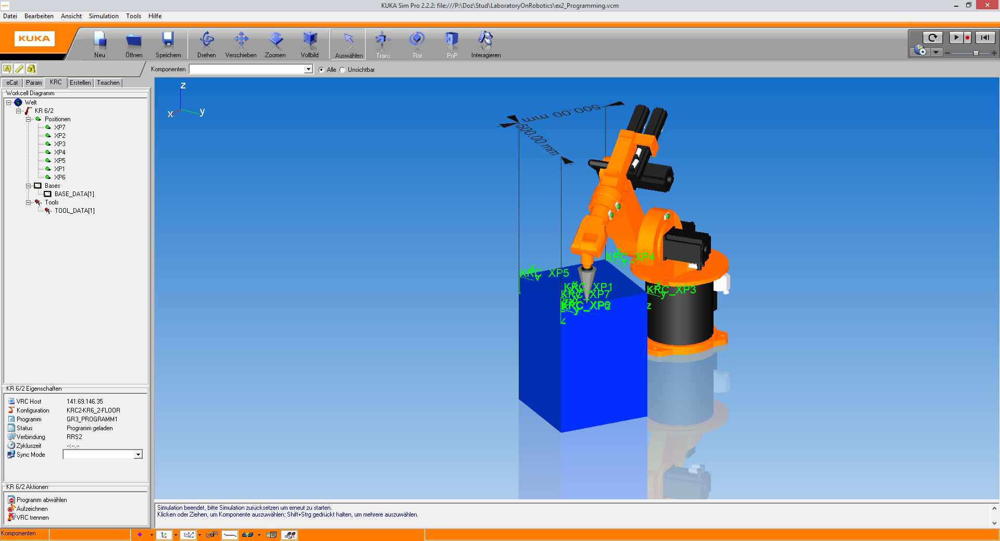 KUKA Sim Pro 2.2.2: file:///P:\Doz\Stud\LaboratoryOnRobotics\ex2_Programming.vcm
Datei Bearbeiten Ansicht Simulation Tools Hilfe
KUKA
Neu Öffnen Speichern Drehen Verschieben Zoomen Vollbild Auswählen Trans Rot PnP Interagieren
Komponenten Alle Unsichtbar
eCat Param KRC Erstellen Teachen
Workcell Diagramm
Welt
KR 6/2
Positionen
XP7
XP2
XP3
XP4
XP5
XP1
XP6
Bases
BASE_DATA[1]
Tools
TOOL_DATA[1]
KR 6/2 Eigenschaften
VRC Host 141.69.146.35
Konfiguration KRC2-KR6_2-FLOOR
Programm GR3_PROGRAMM1
Status Programm geladen
Verbindung RRS2
Zykluszeit --:--.--
Sync Mode
KR 6/2 Aktionen
Programm abwählen
Aufzeichnen
VRC trennen
z
x y
500.00 mm
500.00 mm
KRC_XP4
KRC_XP5
KRC_XP1
KRC_XP3
KRC_XP7
z
Simulation beendet, bitte Simulation zurücksetzen um erneut zu starten.
Klicken oder Ziehen, um Komponente auszuwählen; Shift+Strg gedrückt halten, um mehrere auszuwählen.
Komponenten